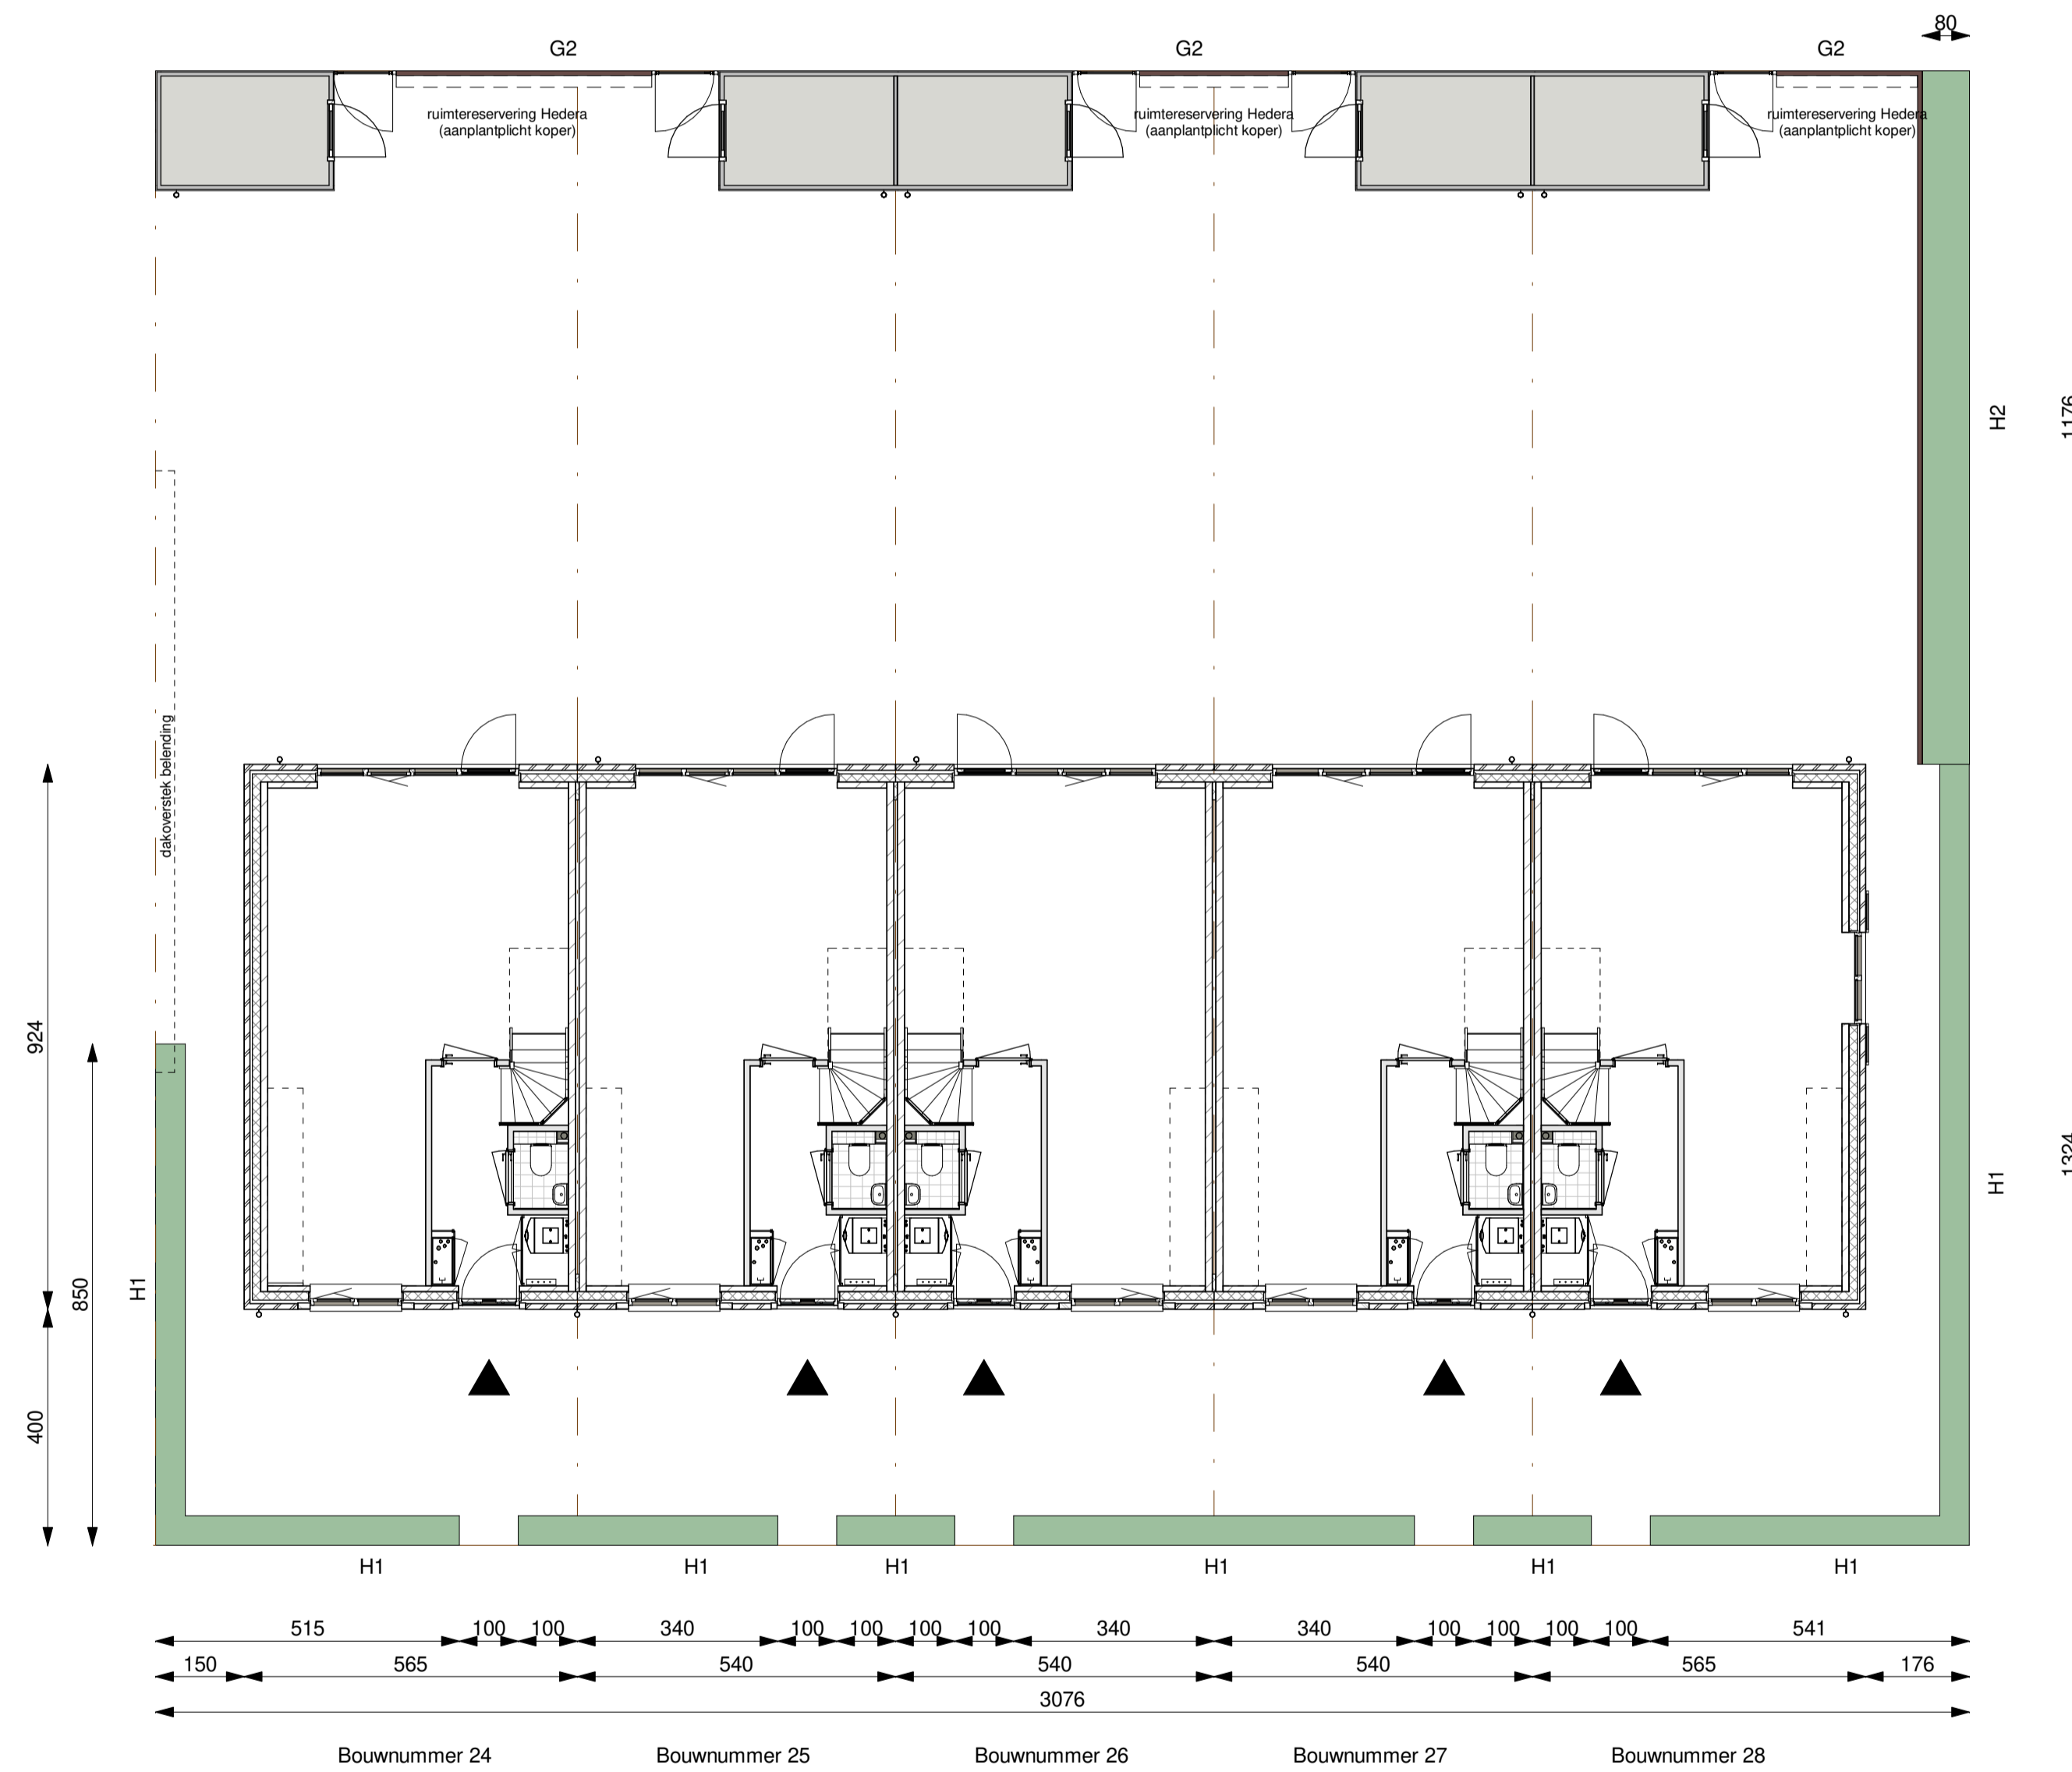 80
G2
G2
G2
ruimtereservering Hedera
(aanplantplicht koper)
ruimtereservering Hedera
(aanplantplicht koper)
ruimtereservering Hedera
(aanplantplicht koper)
H2
1176
dakoverstek belending
924
850
400
H1
H1
1324
H1
H1
H1
H1
H1
H1
515
100
100
340
100
100
100
100
340
340
100
100
100
100
541
150
565
540
540
540
565
176
3076
Bouwnummer 24
Bouwnummer 25
Bouwnummer 26
Bouwnummer 27
Bouwnummer 28